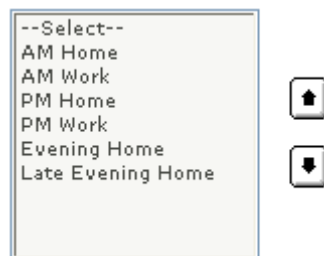 --Select--
AM Home
AM Work
PM Home
PM Work
Evening Home
Late Evening Home